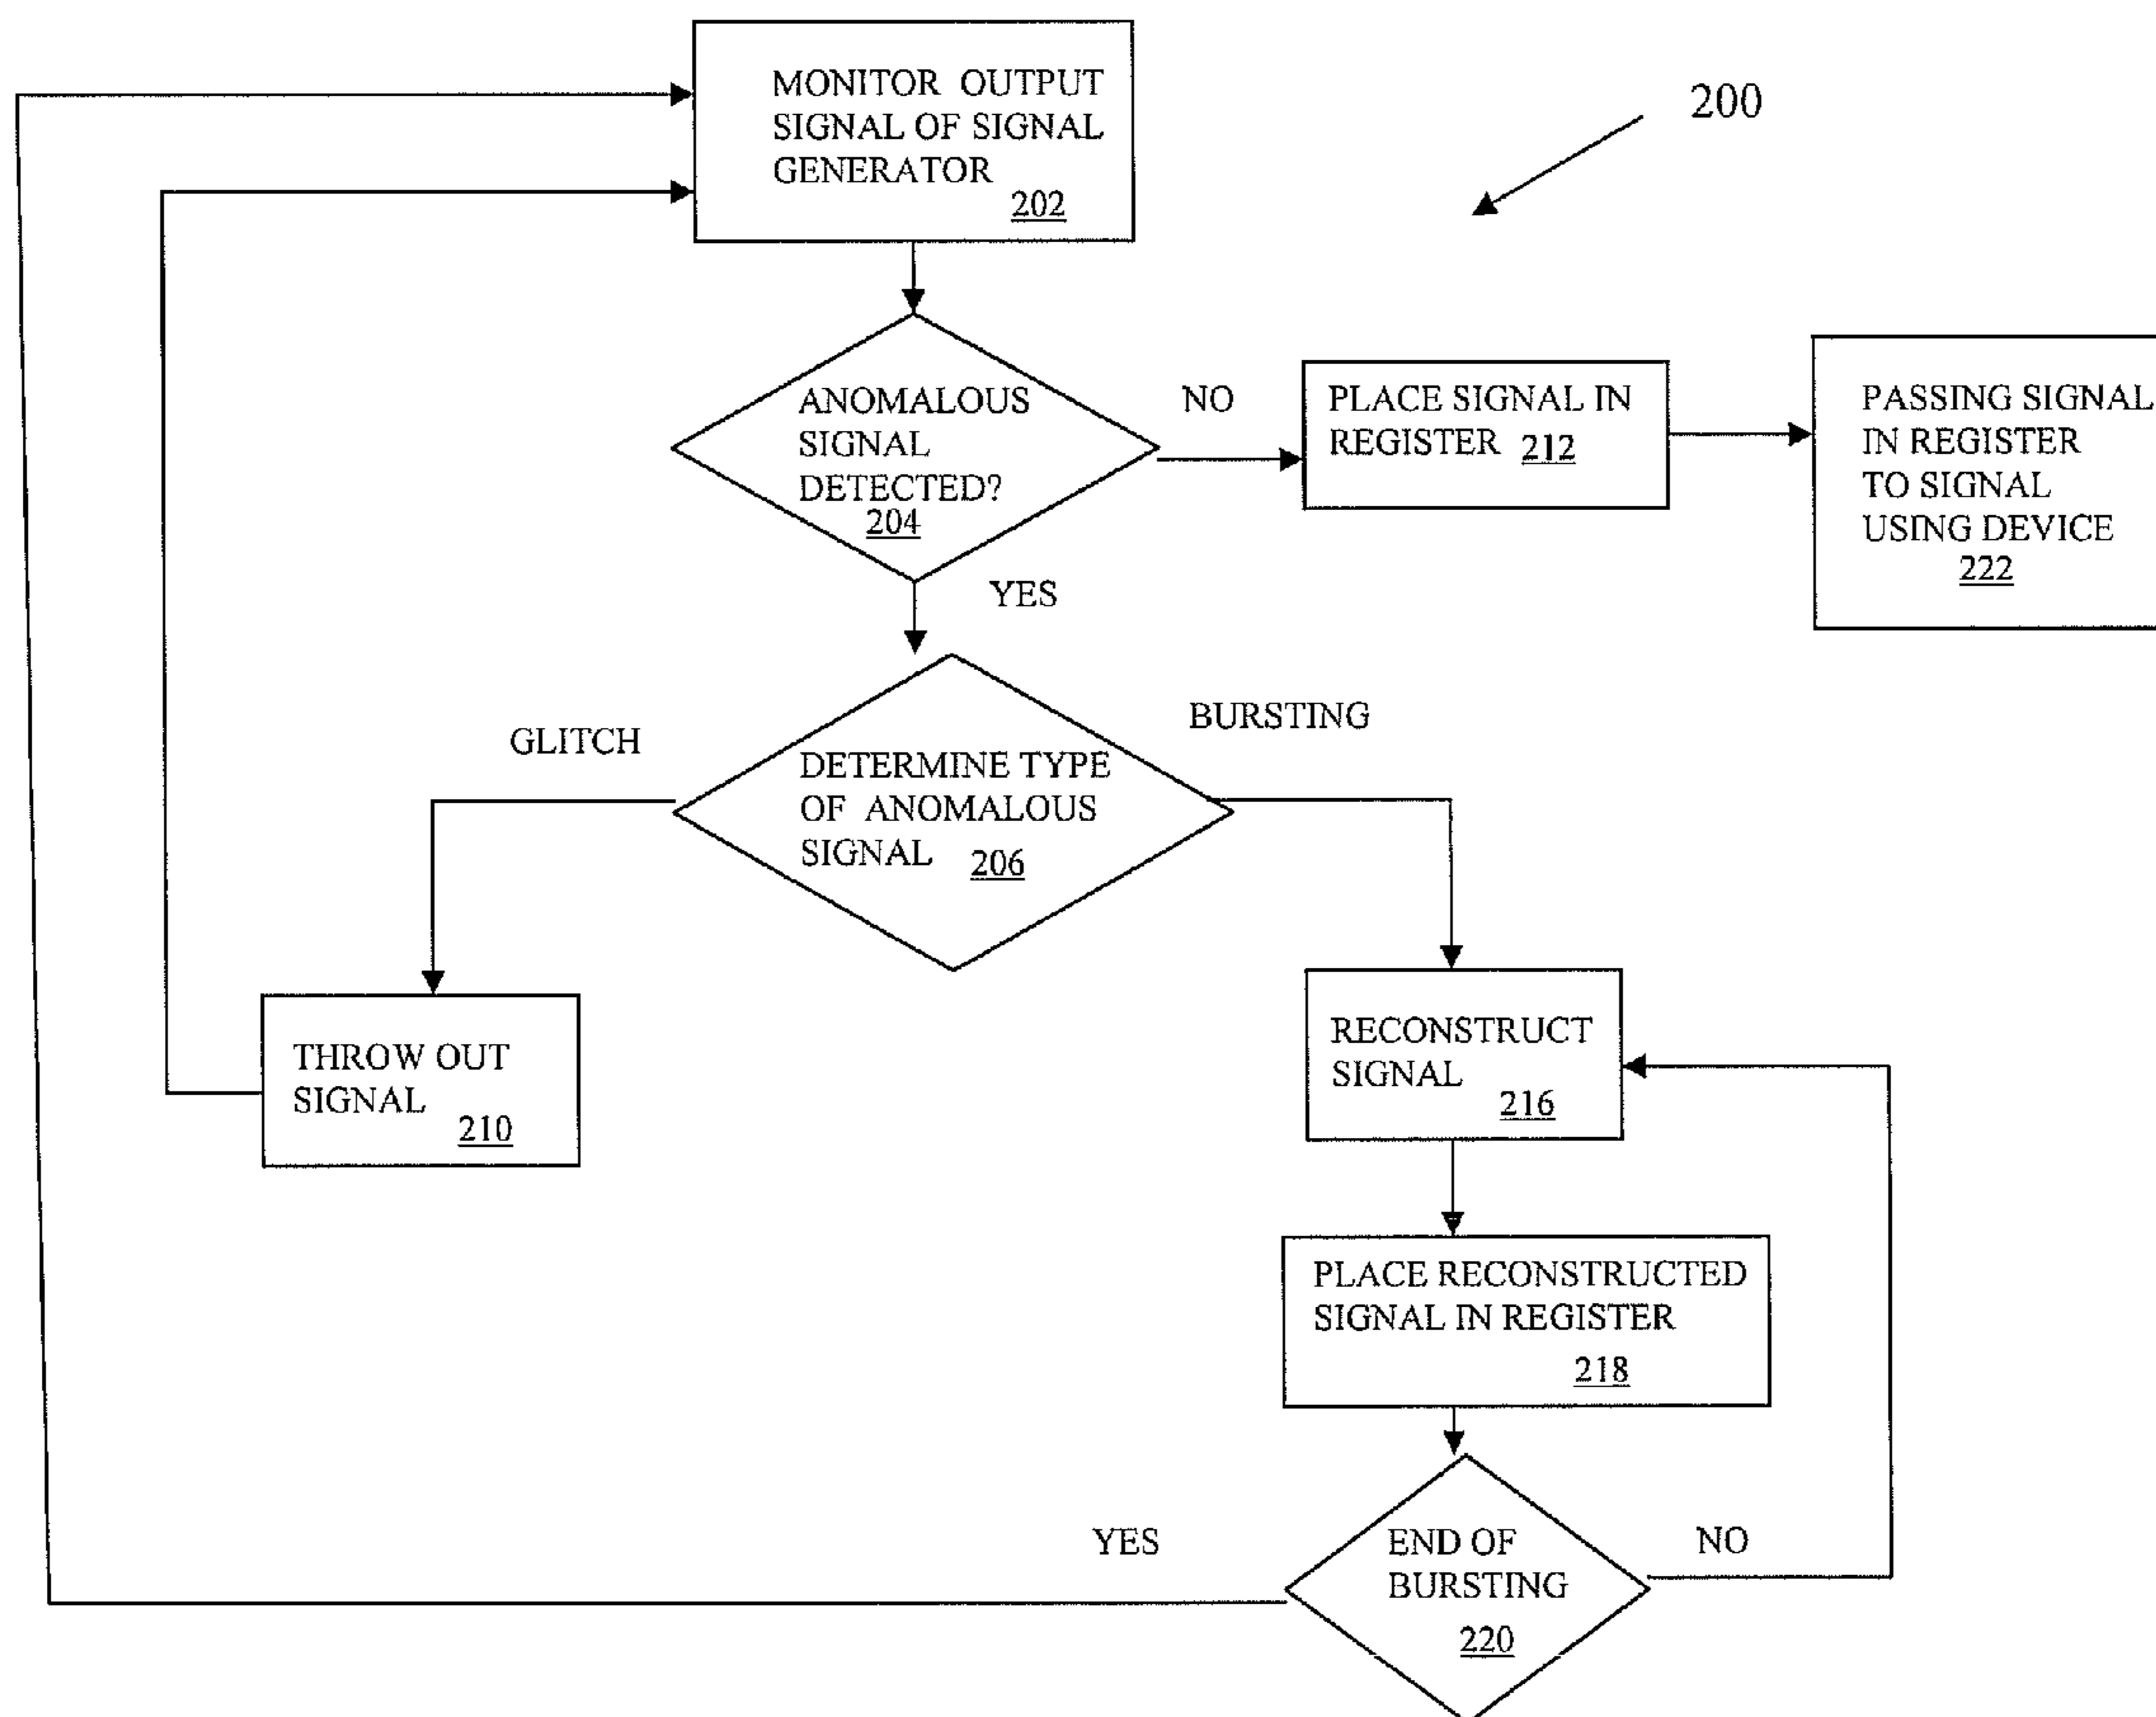 MONITOR OUTPUT
SIGNAL OF SIGNAL
GENERATOR
202
200
ANOMALOUS
SIGNAL
DETECTED?
204
NO
PLACE SIGNAL IN
REGISTER 212
PASSING SIGNAL
IN REGISTER
TO SIGNAL
USING DEVICE
222
YES
GLITCH
BURSTING
DETERMINE TYPE
OF ANOMALOUS
SIGNAL 206
THROW OUT
SIGNAL
210
RECONSTRUCT
SIGNAL
216
PLACE RECONSTRUCTED
SIGNAL IN REGISTER
218
YES
END OF
BURSTING
220
NO